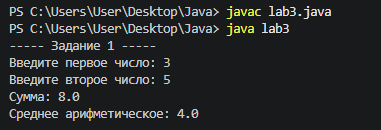 PS C:\Users\User\Desktop\Java> javac lab3.java
PS C:\Users\User\Desktop\Java> java lab3
----- Задание 1 -----
Введите первое число: 3
Введите второе число: 5
Сумма: 8.0
Среднее арифметическое: 4.0